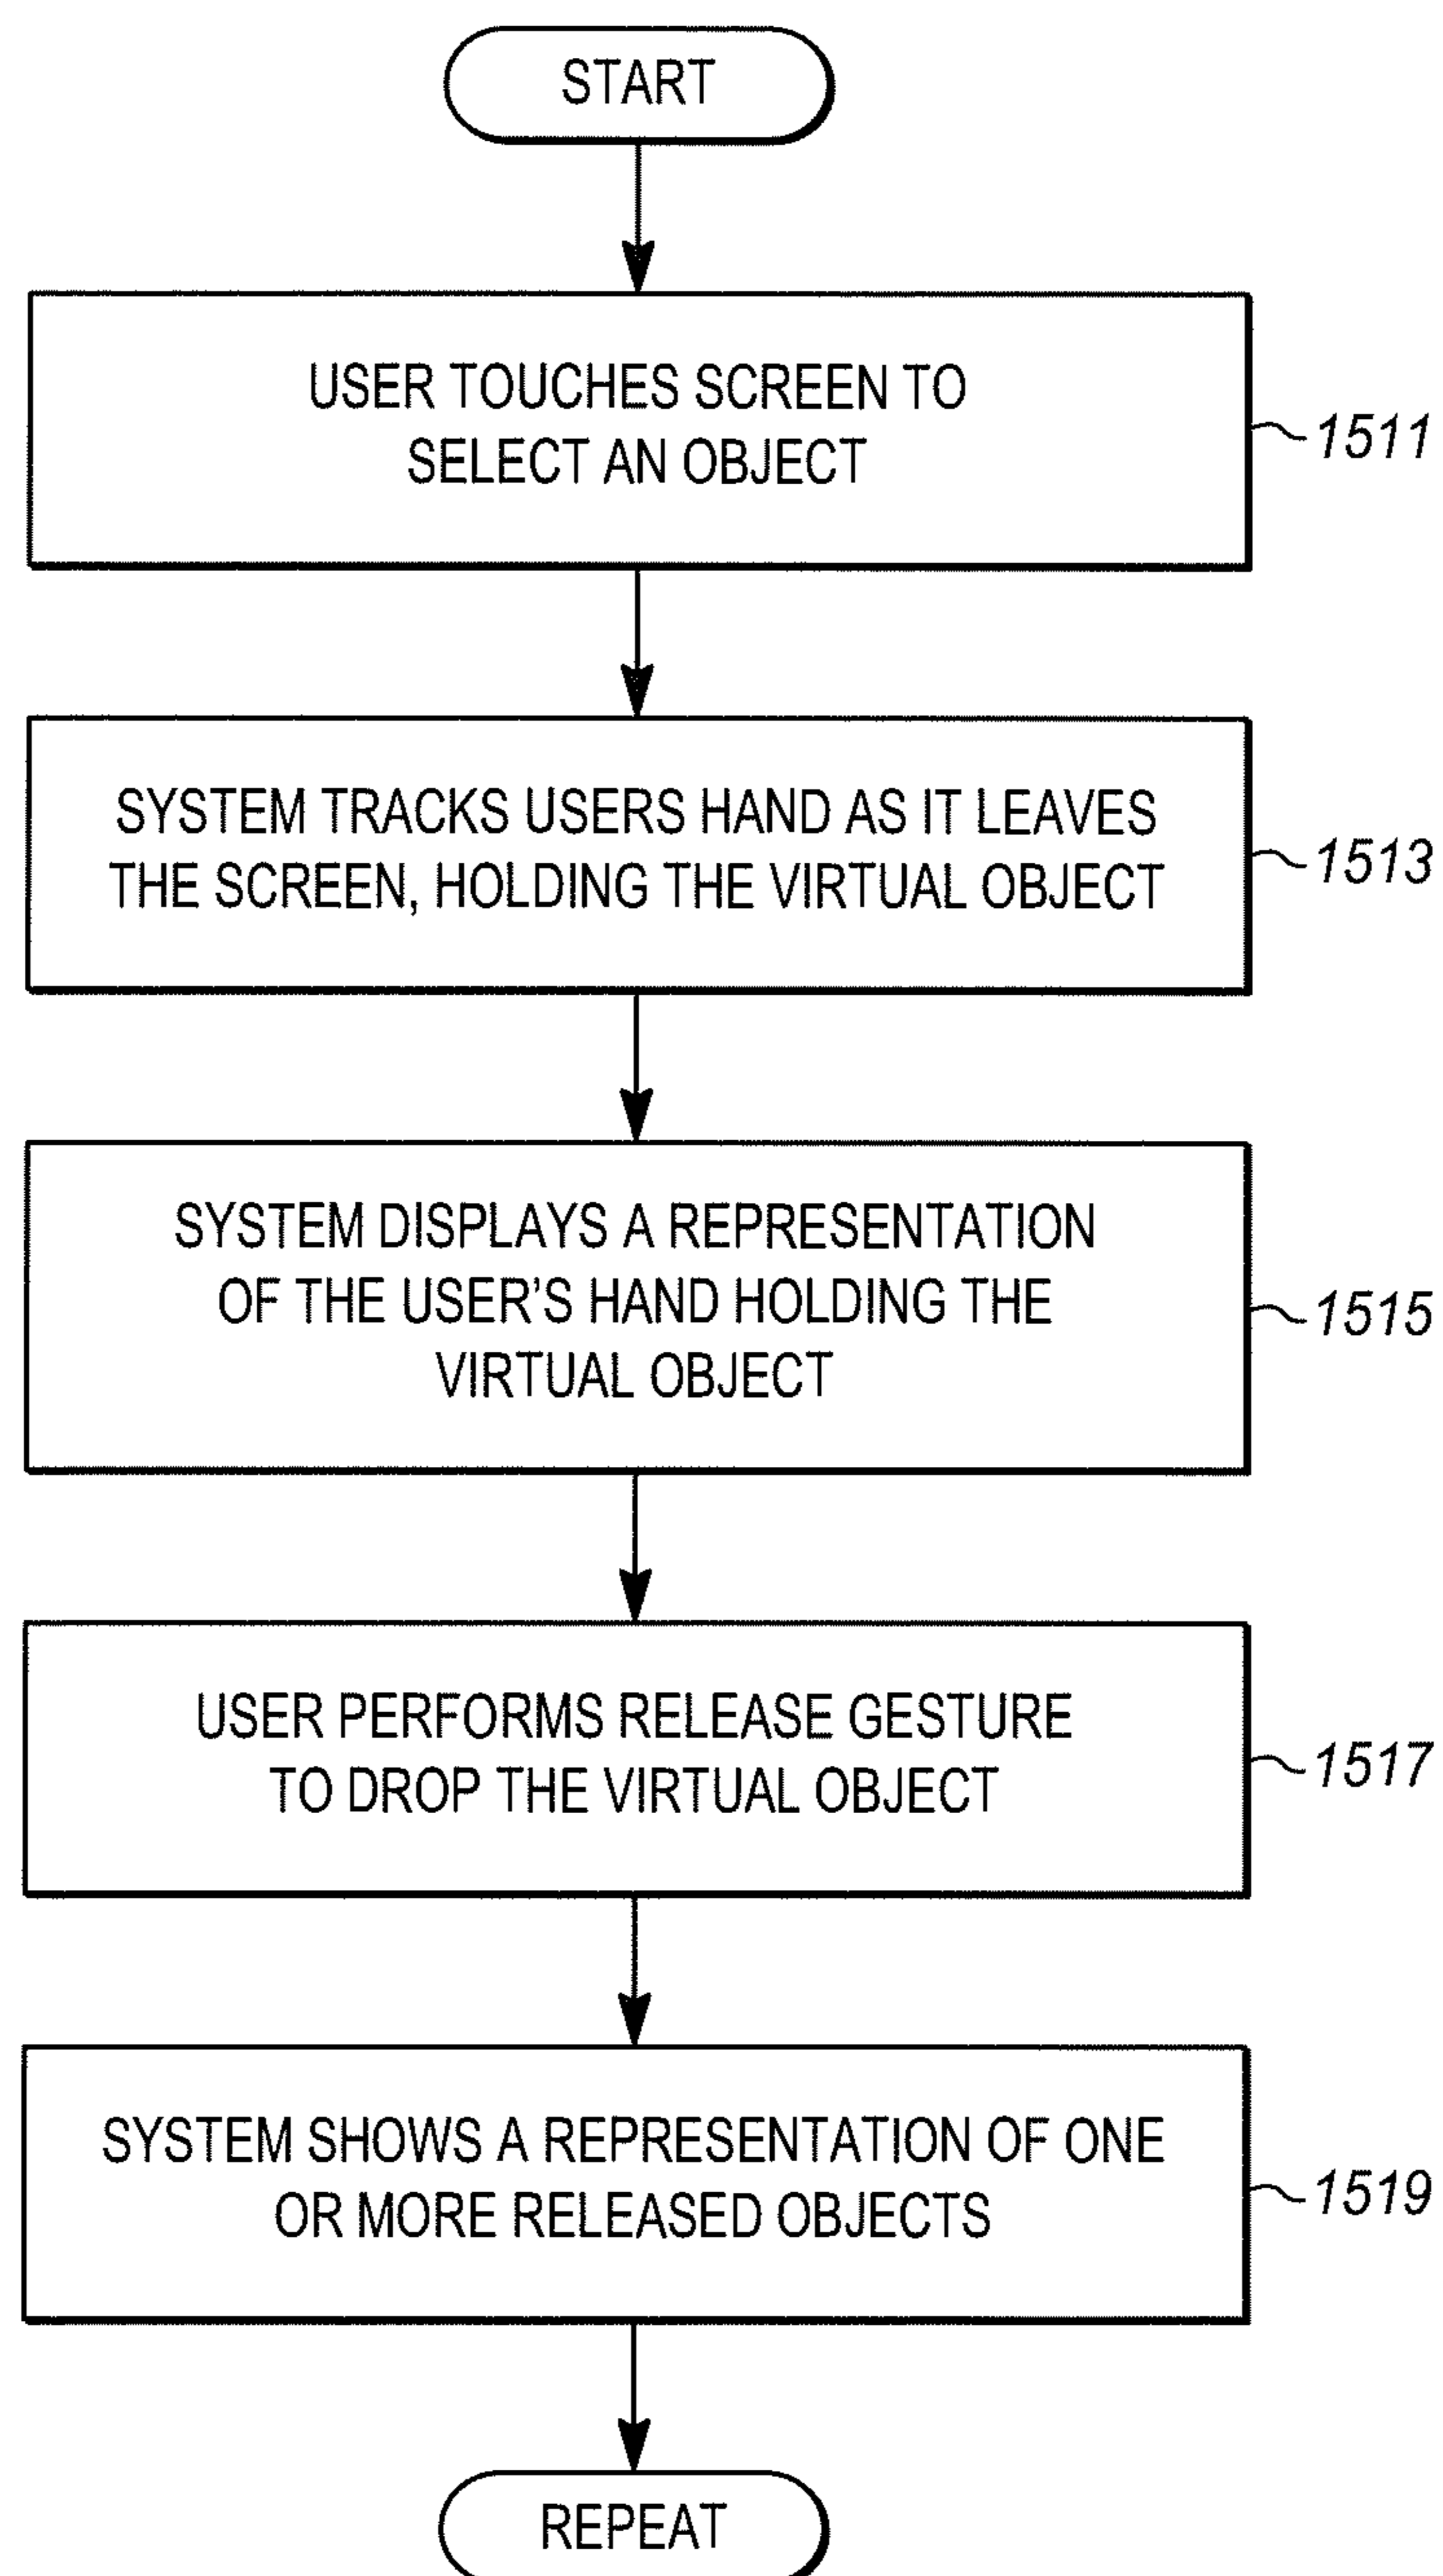 START
USER TOUCHES SCREEN TO
SELECT AN OBJECT
1511
SYSTEM TRACKS USERS HAND AS IT LEAVES
THE SCREEN, HOLDING THE VIRTUAL OBJECT
1513
SYSTEM DISPLAYS A REPRESENTATION
OF THE USER'S HAND HOLDING THE
VIRTUAL OBJECT
1515
USER PERFORMS RELEASE GESTURE
TO DROP THE VIRTUAL OBJECT
1517
SYSTEM SHOWS A REPRESENTATION OF ONE
OR MORE RELEASED OBJECTS
1519
REPEAT